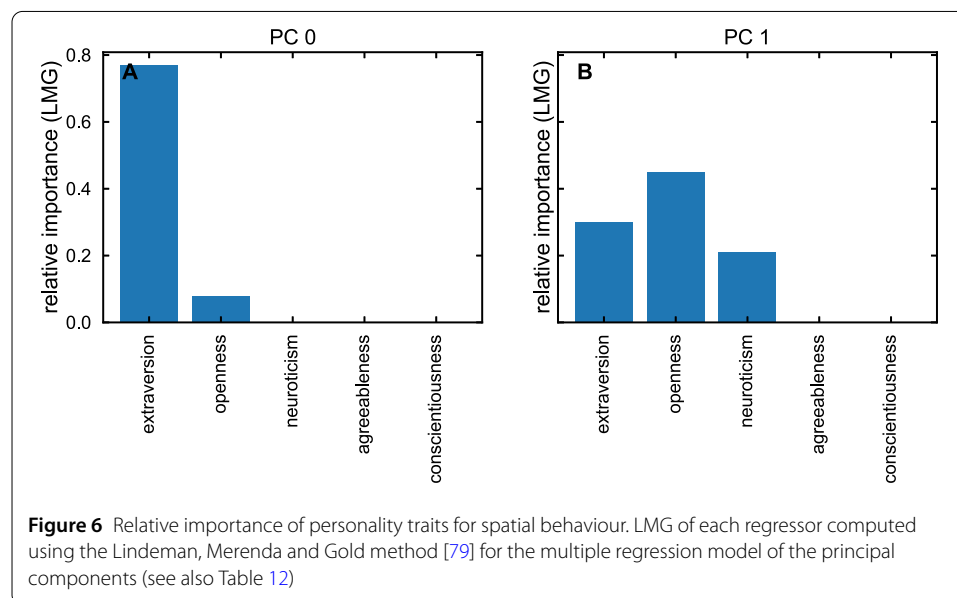 PC 0
PC 1
A
B
relative importance (LMG)
0.8
0.6
0.4
0.2
0.0
relative importance (LMG)
extraversion
openness
neuroticism
agreeableness
conscientiousness
extraversion
openness
neuroticism
agreeableness
conscientiousness
Figure 6 Relative importance of personality traits for spatial behaviour. LMG of each regressor computed
using the Lindeman, Merenda and Gold method [79] for the multiple regression model of the principal
components (see also Table 12)